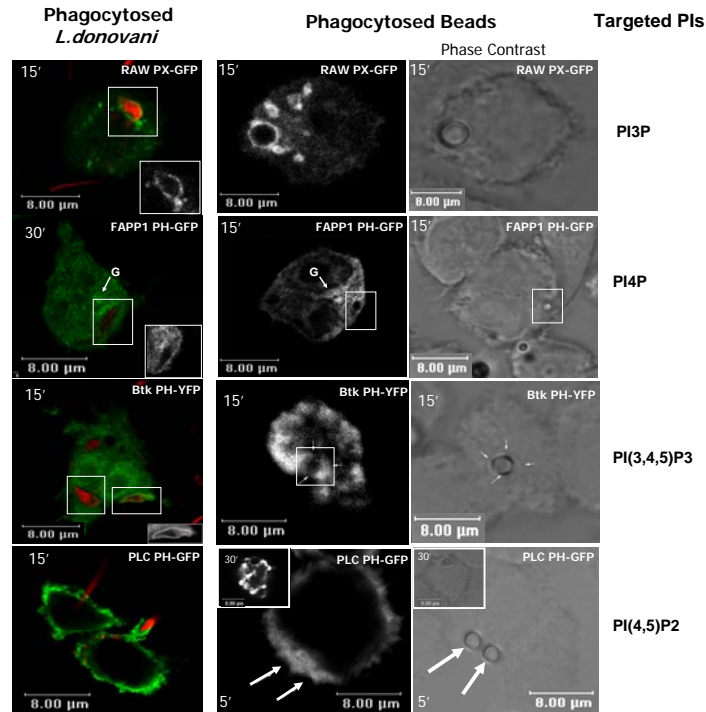 Phagocytosed
L.donovani
Phagocytosed Beads
Targeted PIs
Phase Contrast
15′ RAW PX-GFP
8.00 µm
15′ RAW PX-GFP
8.00 µm
15′ RAW PX-GFP
8.00 µm
PI3P
30′ FAPP1 PH-GFP
G
8.00 µm
15′ FAPP1 PH-GFP
G
8.00 µm
15′ FAPP1 PH-GFP
8.00 µm
PI4P
15′ Btk PH-YFP
8.00 µm
15′ Btk PH-YFP
8.00 µm
15′ Btk PH-YFP
8.00 µm
PI(3,4,5)P3
15′ PLC PH-GFP
8.00 µm
30′ PLC PH-GFP
5′ 8.00 µm
30′ PLC PH-GFP
5′ 8.00 µm
PI(4,5)P2